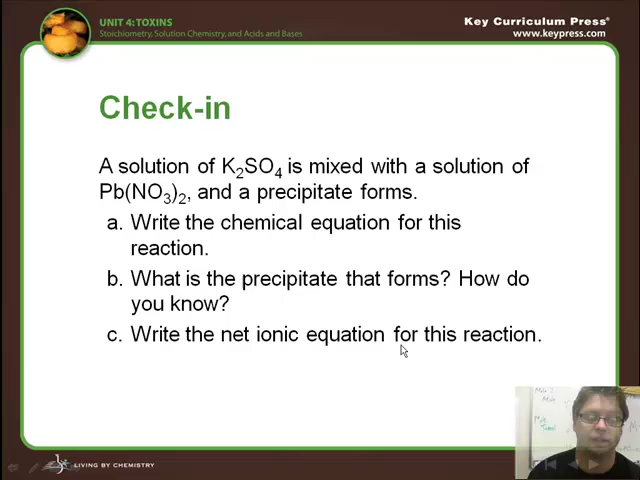 UNIT 4: TOXINS
Stoichiometry, Solution Chemistry, and Acids and Bases
Key Curriculum Press®
www.keypress.com
Check-in
A solution of K₂SO₄ is mixed with a solution of
Pb(NO₃)₂, and a precipitate forms.
a. Write the chemical equation for this
reaction.
b. What is the precipitate that forms? How do
you know?
c. Write the net ionic equation for this reaction.
LIVING BY CHEMISTRY